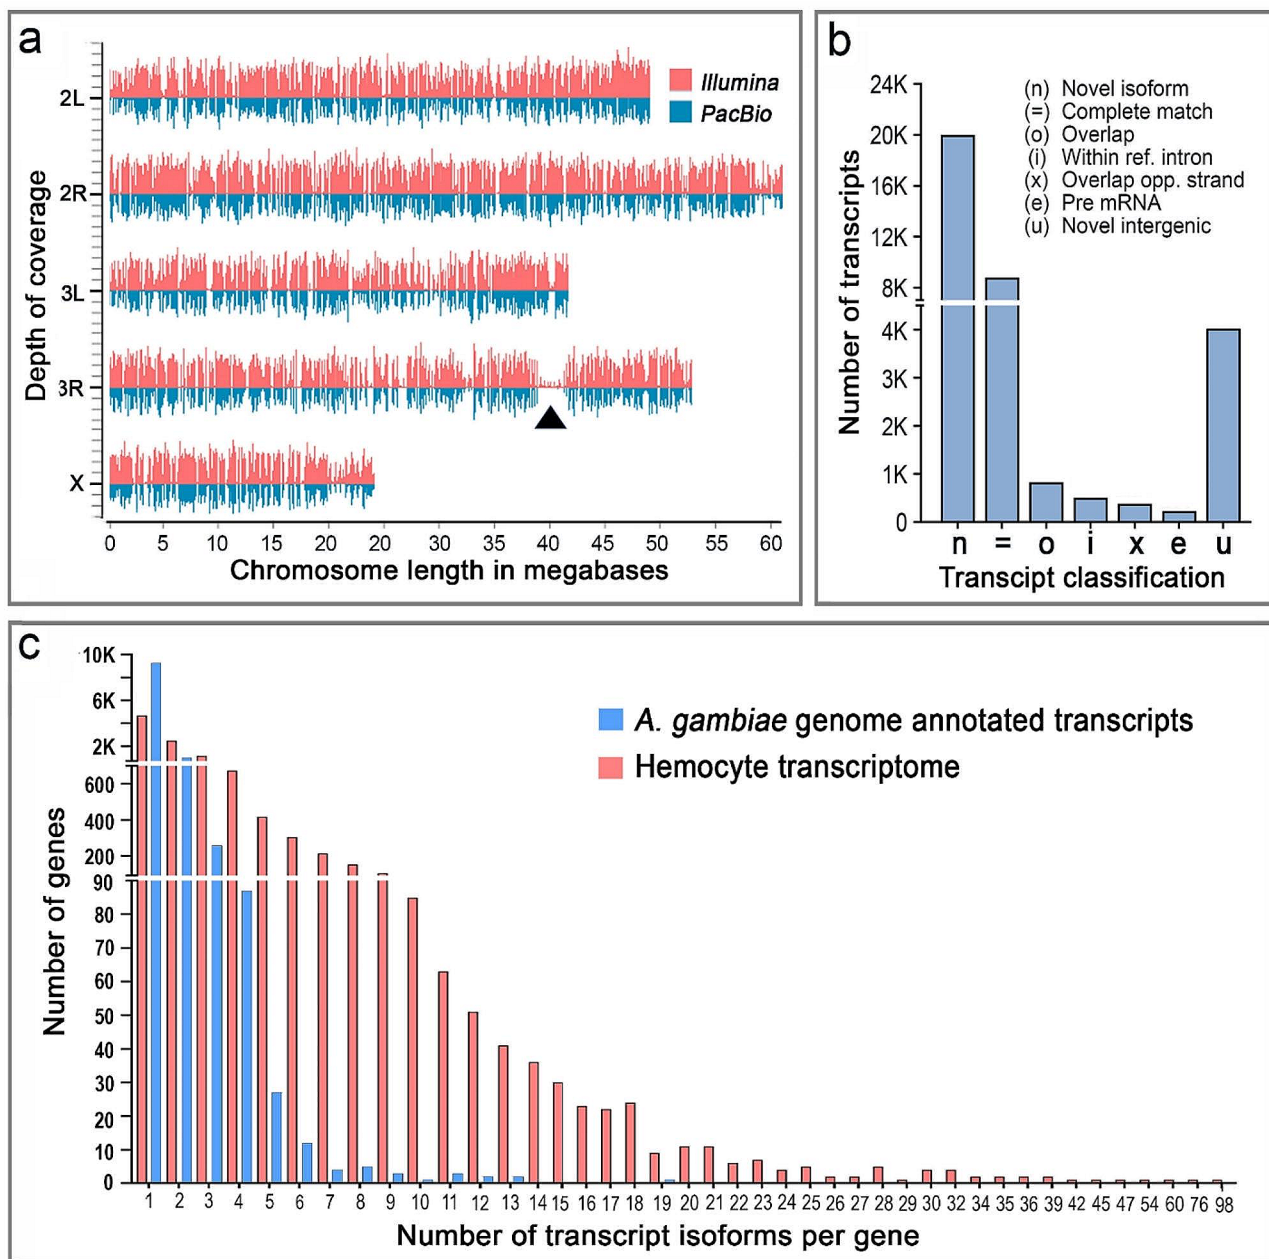 a
Illumina
PacBio
2L
2R
3L
3R
X
Depth of coverage
0 5 10 15 20 20 30 35 40 45 50 55 60
Chromosome length in megabases
b
(n) Novel isoform
(=) Complete match
(o) Overlap
(i) Within ref. intron
(x) Overlap opp. strand
(e) Pre mRNA
(u) Novel intergenic
24K
20K
16K
12K
8K
4K
3K
2K
1K
0
Number of transcripts
n = o i x e u
Transcipt classification
c
10K
6K
2K
600
400
200
90
80
70
60
50
40
30
20
10
0
Number of genes
A. gambiae genome annotated transcripts
Hemocyte transcriptome
1 2 3 4 5 6 7 8 9 10 11 12 13 14 15 16 17 18 19 20 21 22 23 24 25 26 27 28 29 30 32 34 35 36 39 42 45 47 54 60 76 98
Number of transcript isoforms per gene